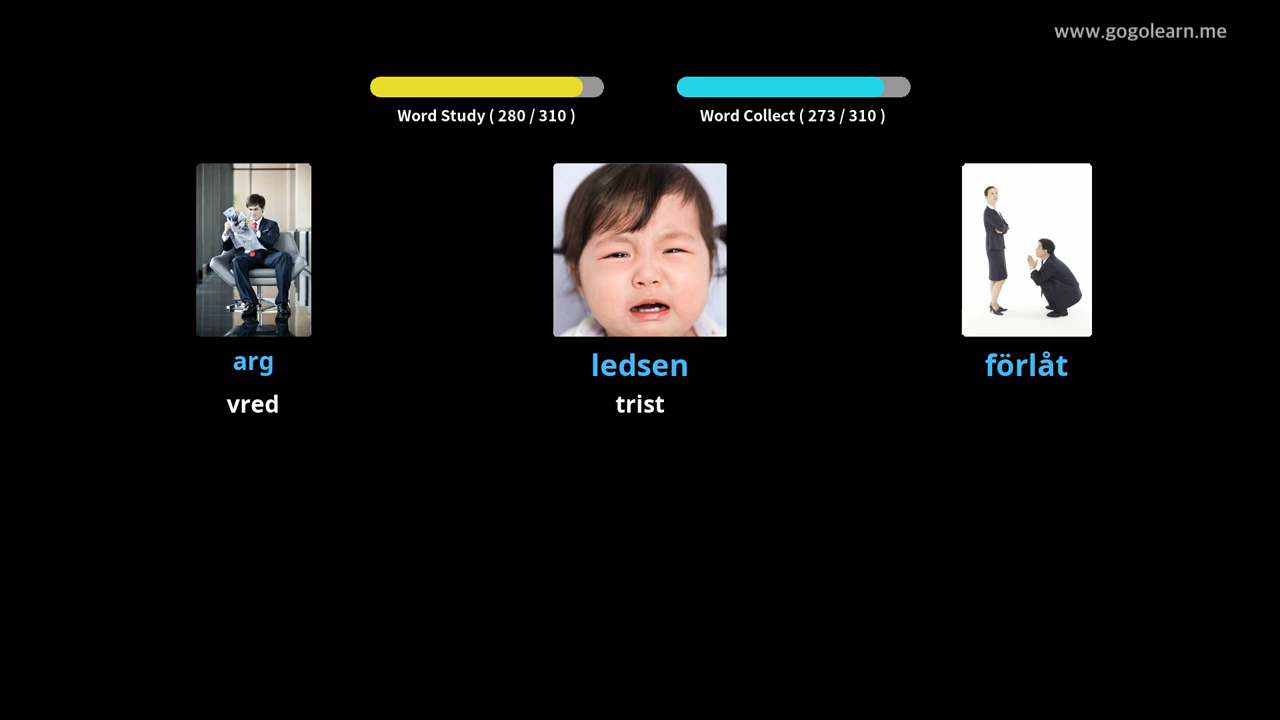 www.gogolearn.me
Word Study ( 280 / 310 )
Word Collect ( 273 / 310 )
arg
vred
ledsen
trist
förlåt